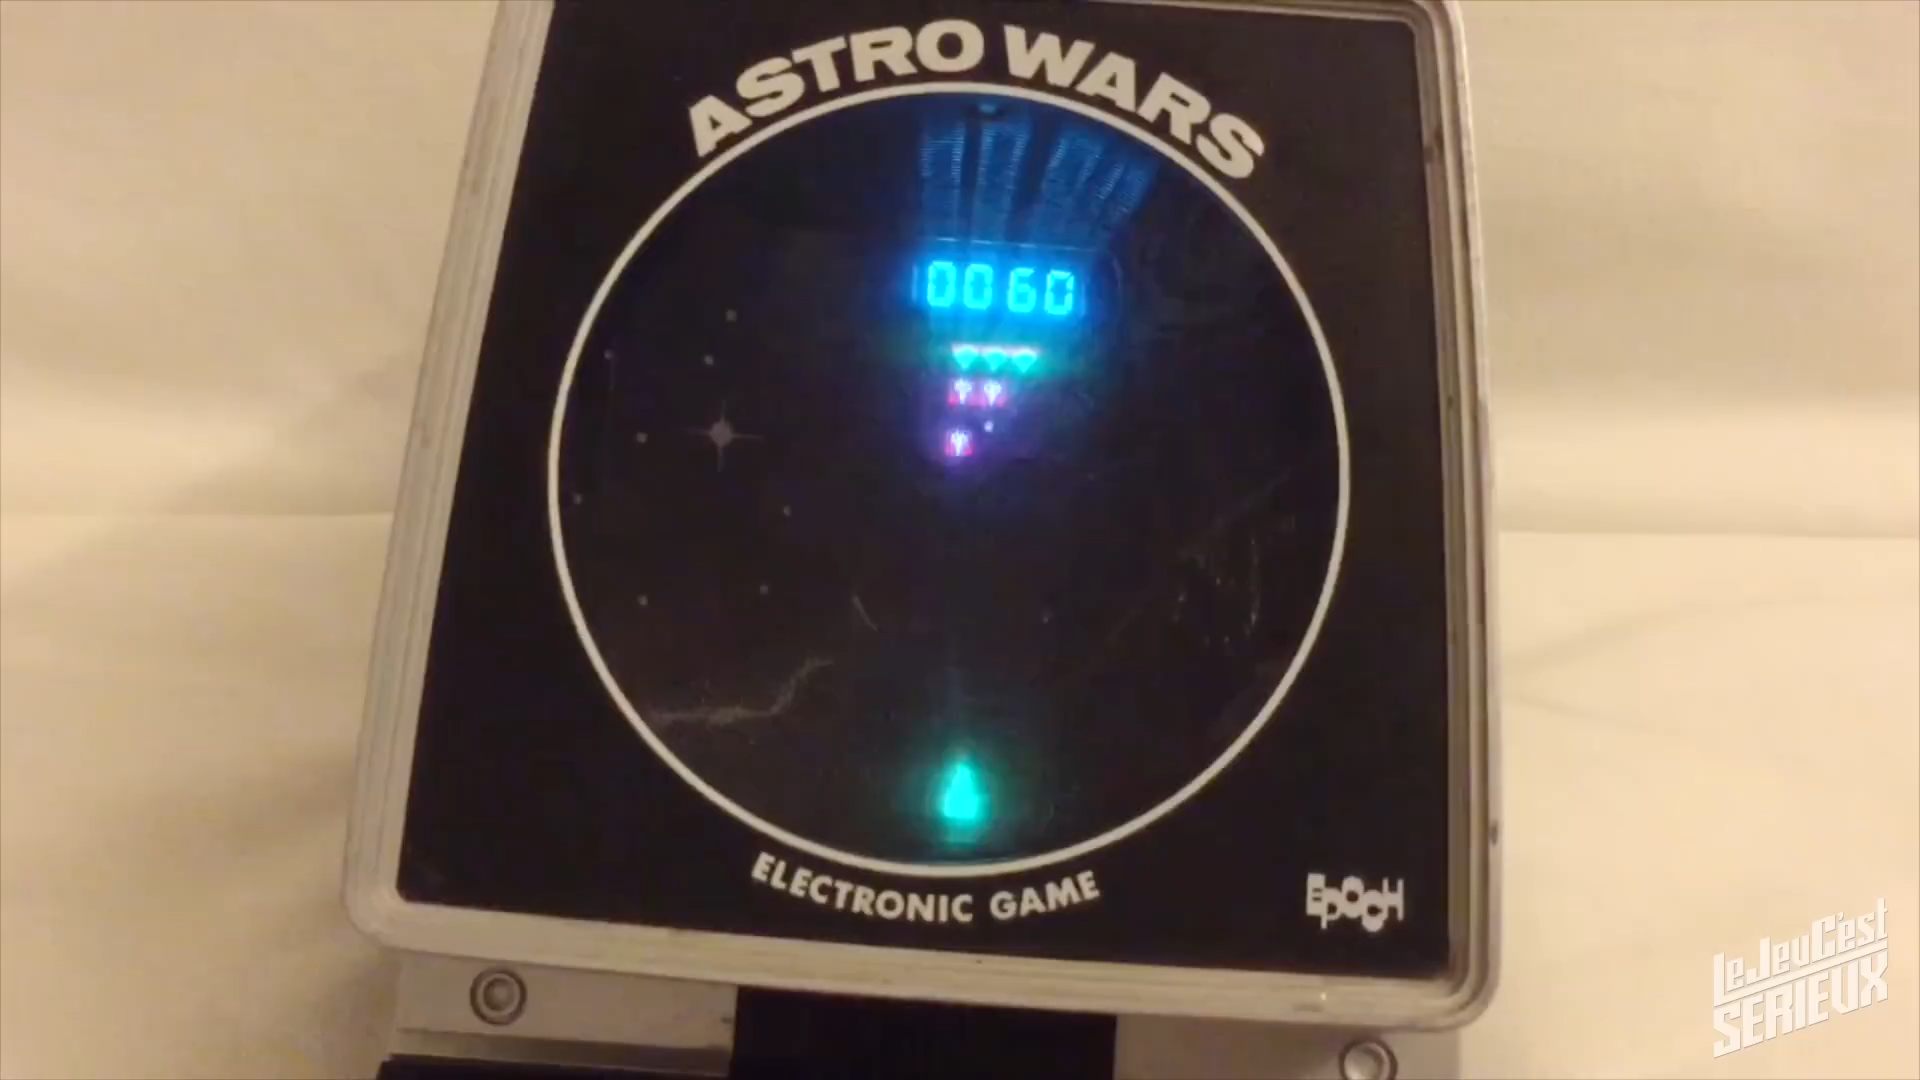 ASTRO WARS
0060
ELECTRONIC GAME
EPOCH
LeJeuC'est
SERIEUX